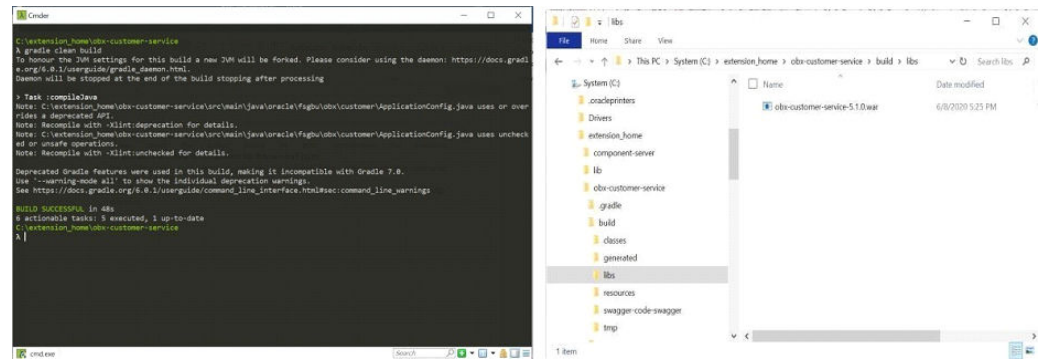 Cmder
C:\extension_home\obx-customer-service
λ gradle clean build
To honour the JVM settings for this build a new JVM will be forked. Please consider using the daemon: https://docs.gradl
e.org/6.0.1/userguide/gradle_daemon.html.
Daemon will be stopped at the end of the build stopping after processing
> Task :compileJava
Note: C:\extension_home\obx-customer-service\src\main\java\oracle\fsgbu\obx\customer\ApplicationConfig.java uses or over
rides a deprecated API.
Note: Recompile with -Xlint:deprecation for details.
Note: C:\extension_home\obx-customer-service\src\main\java\oracle\fsgbu\obx\customer\ApplicationConfig.java uses uncheck
ed or unsafe operations.
Note: Recompile with -Xlint:unchecked for details.
Deprecated Gradle features were used in this build, making it incompatible with Gradle 7.0.
Use '--warning-mode all' to show the individual deprecation warnings.
See https://docs.gradle.org/6.0.1/userguide/command_line_interface.html#sec:command_line_warnings
BUILD SUCCESSFUL in 48s
6 actionable tasks: 5 executed, 1 up-to-date
C:\extension_home\obx-customer-service
λ
cmd.exe
Search
libs
File Home Share View
This PC > System (C:) > extension_home > obx-customer-service > build > libs
Search libs
System (C:)
.oracleprinters
Drivers
extension_home
component-server
lib
obx-customer-service
.gradle
build
classes
generated
libs
resources
swagger-code-swagger
tmp
Name Date modified
obx-customer-service-5.1.0.war 6/8/2020 5:25 PM
1 item